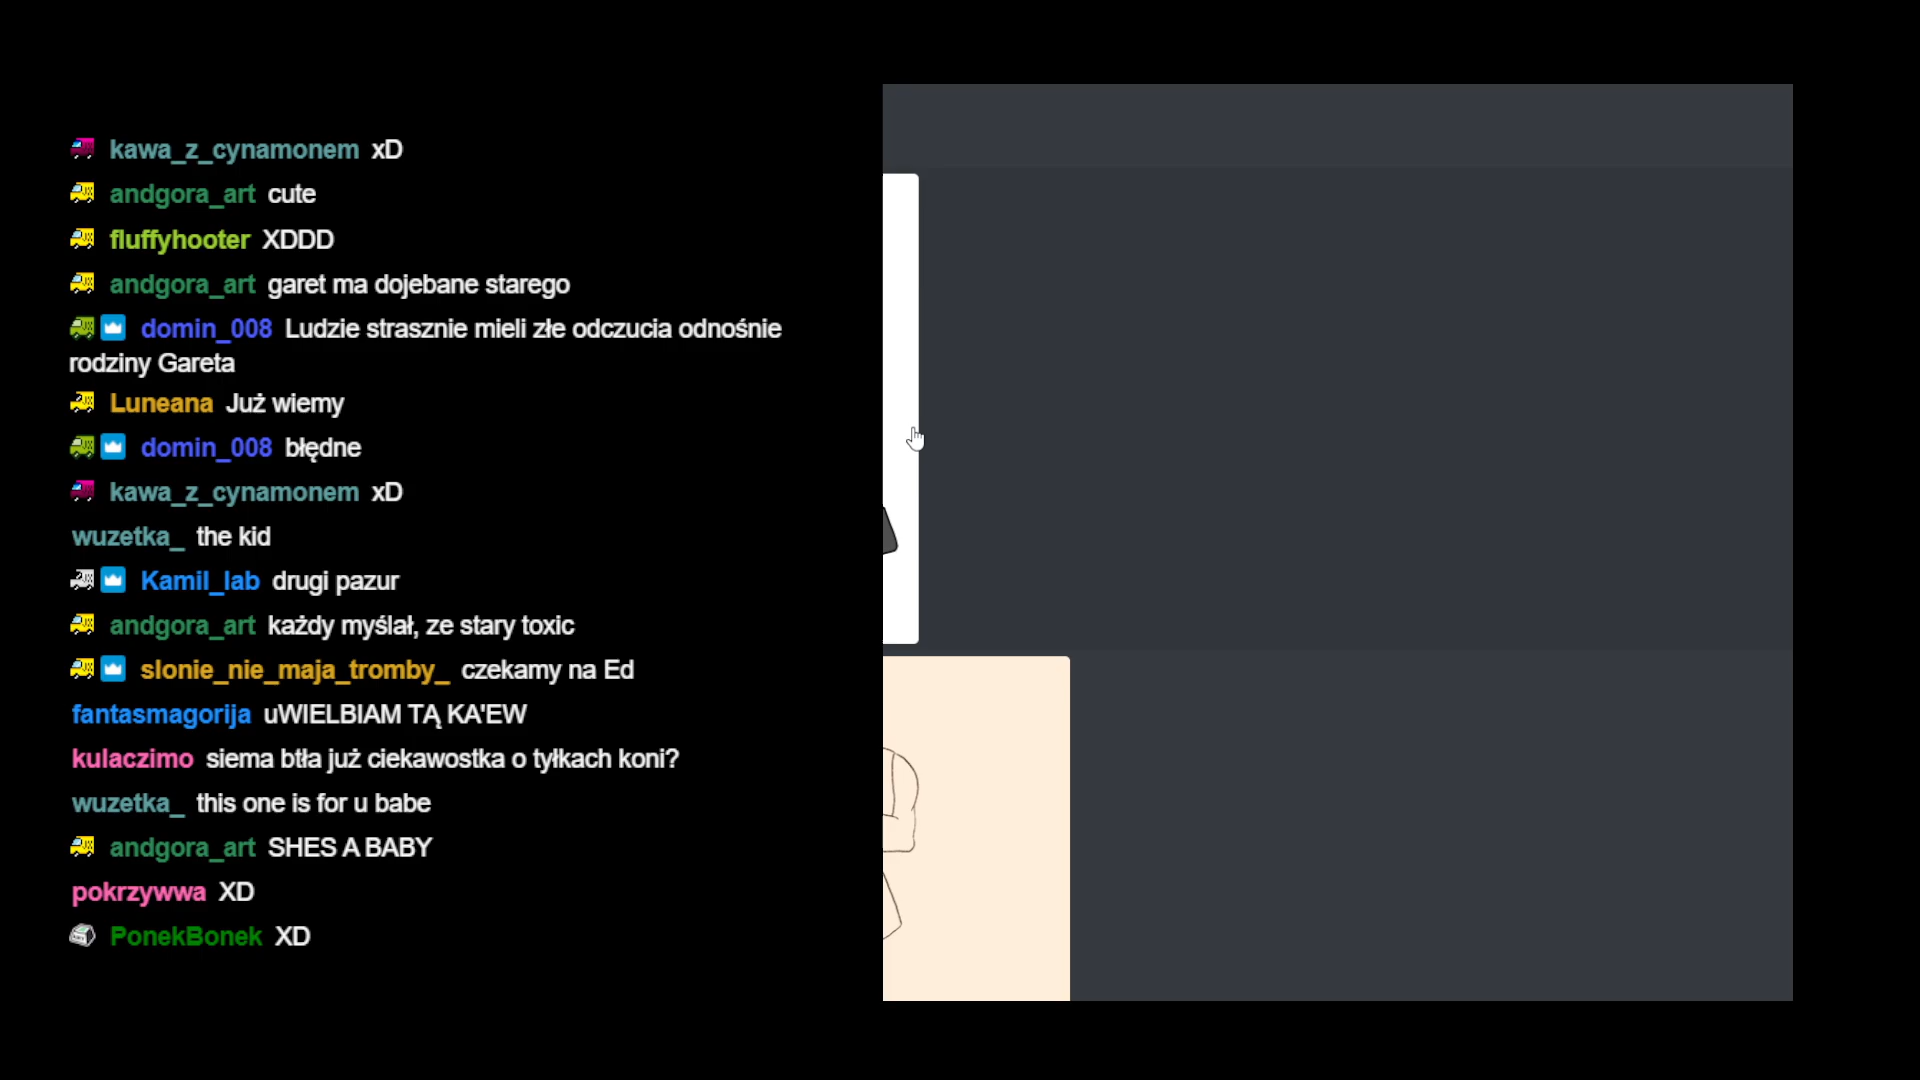 kawa_z_cynamonem xD
andgora_art cute
fluffyhooter XDDD
andgora_art garet ma dojebane starego
domin_008 Ludzie strasznie mieli złe odczucia odnośnie
rodziny Gareta
Luneana Już wiemy
domin_008 błędne
kawa_z_cynamonem xD
wuzetka_ the kid
Kamil_lab drugi pazur
andgora_art każdy myślał, ze stary toxic
slonie_nie_maja_tromby_ czekamy na Ed
fantasmagorija uWIELBIAM TĄ KA'EW
kulaczimo siema btła już ciekawostka o tyłkach koni?
wuzetka_ this one is for u babe
andgora_art SHES A BABY
pokrzywwa XD
PonekBonek XD